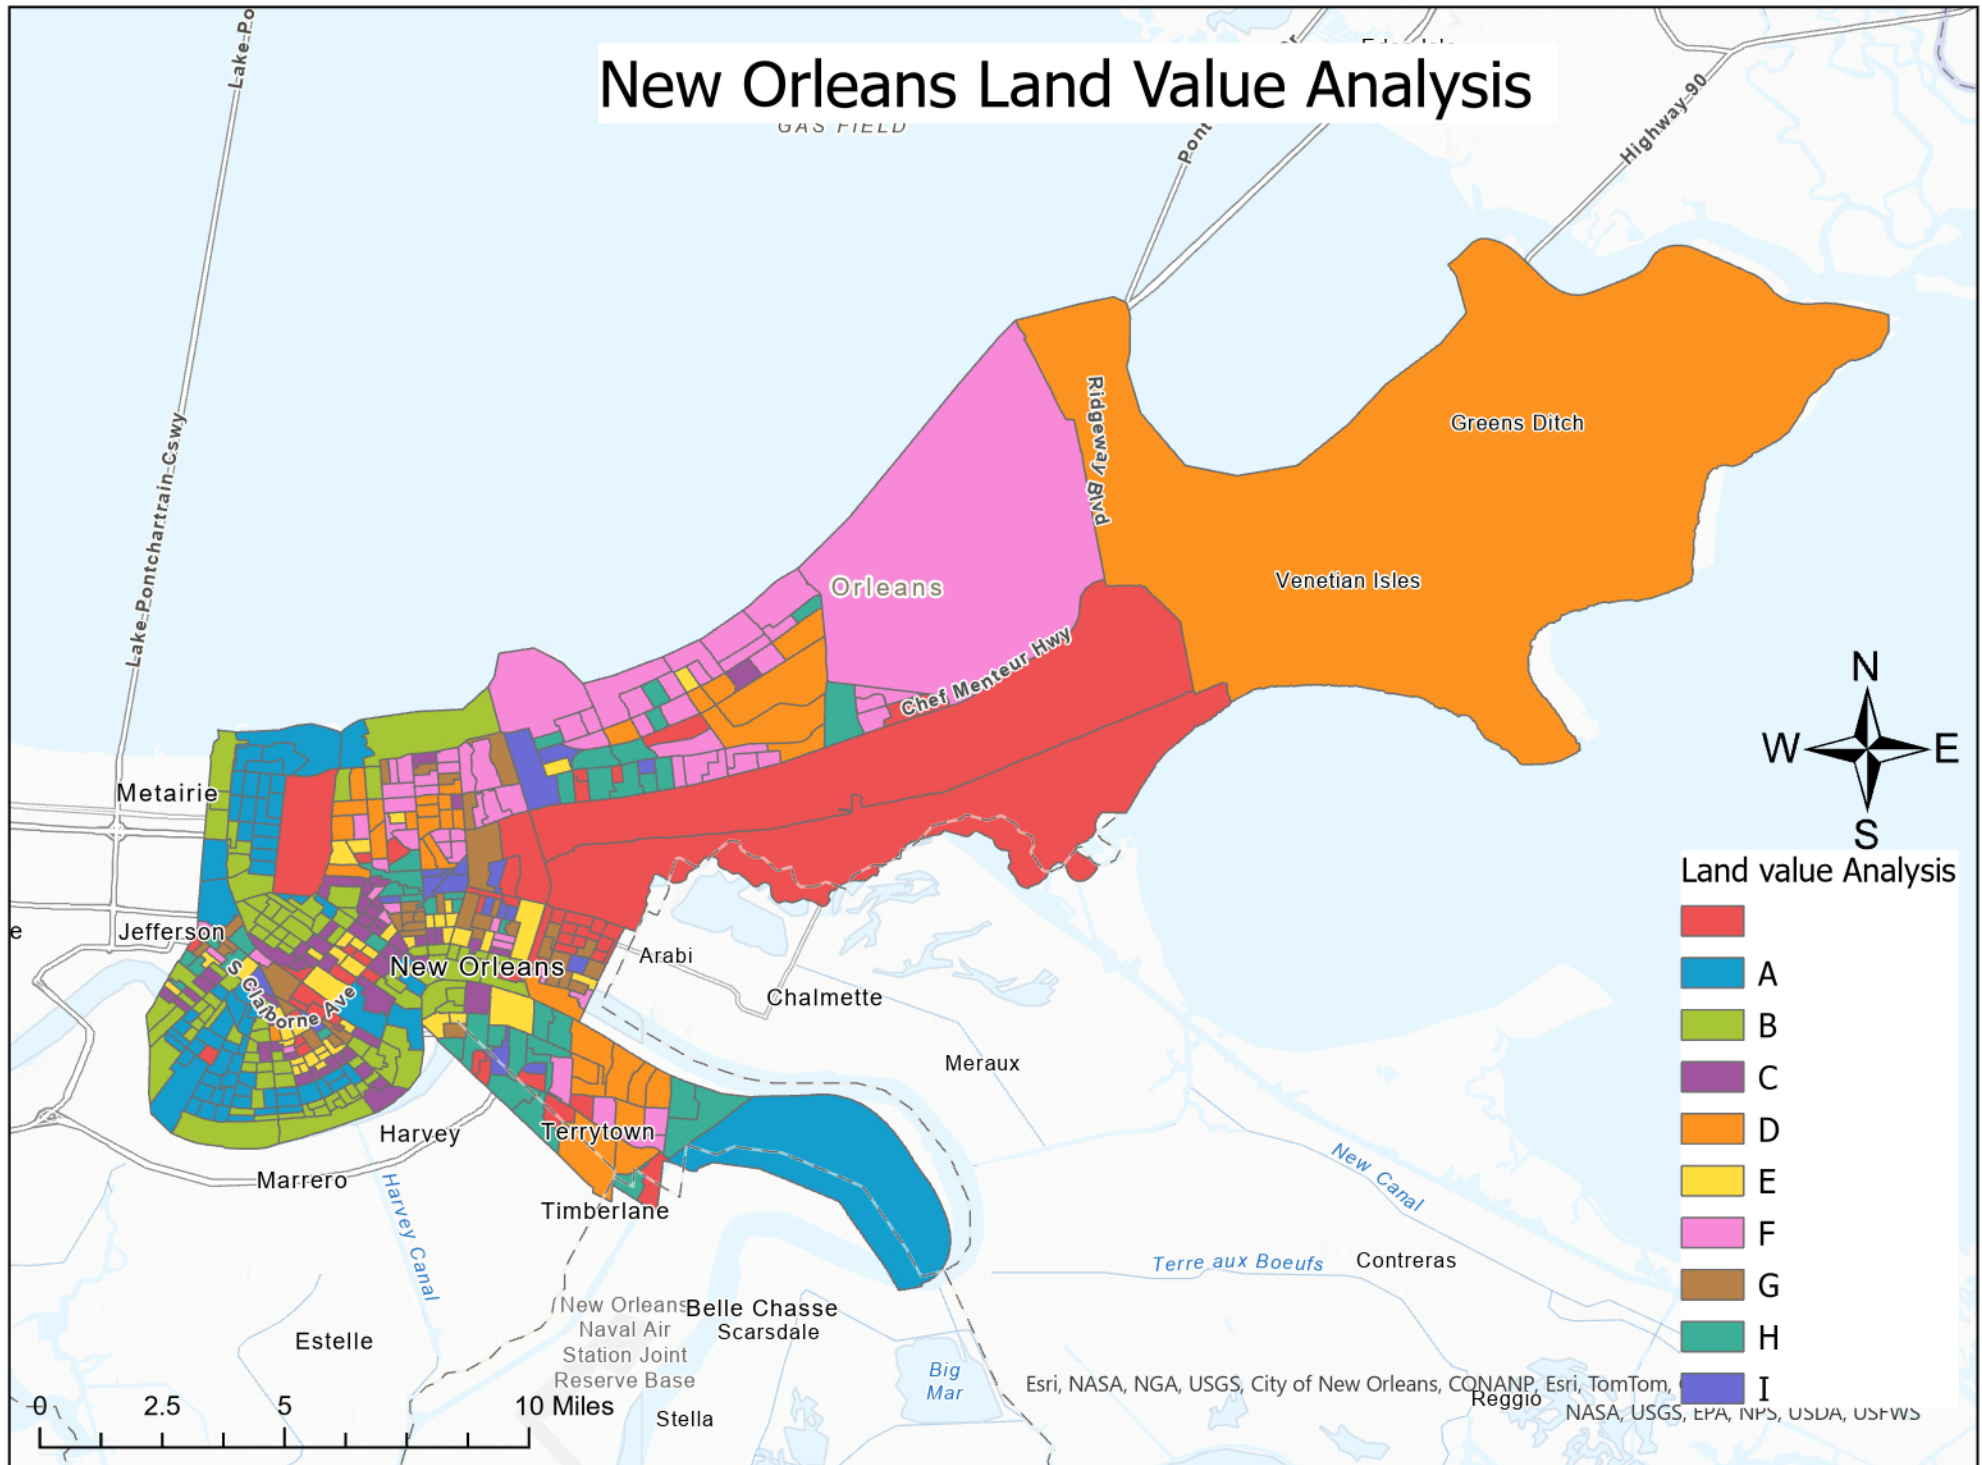 New Orleans Land Value Analysis
GAS FIELD
Highway 90
Lake Pontchartrain Cswy
Ridgeway Blvd
Greens Ditch
Venetian Isles
Orleans
Chef Menteur Hwy
N
W
E
S
Metairie
Jefferson
e
New Orleans
S Claiborne Ave
Arabi
Chalmette
Meraux
Harvey
Terrytown
Marrero
Timberlane
Harvey Canal
New Canal
Terre aux Boeufs
Contreras
New Orleans
Naval Air
Station Joint
Reserve Base
Belle Chasse
Scarsdale
Estelle
Big
Mar
Stella
Reggio
Land value Analysis
A
B
C
D
E
F
G
H
I
0 2.5 5 10 Miles
Esri, NASA, NGA, USGS, City of New Orleans, CONANP, Esri, TomTom,
NASA, USGS, EPA, NPS, USDA, USFWS